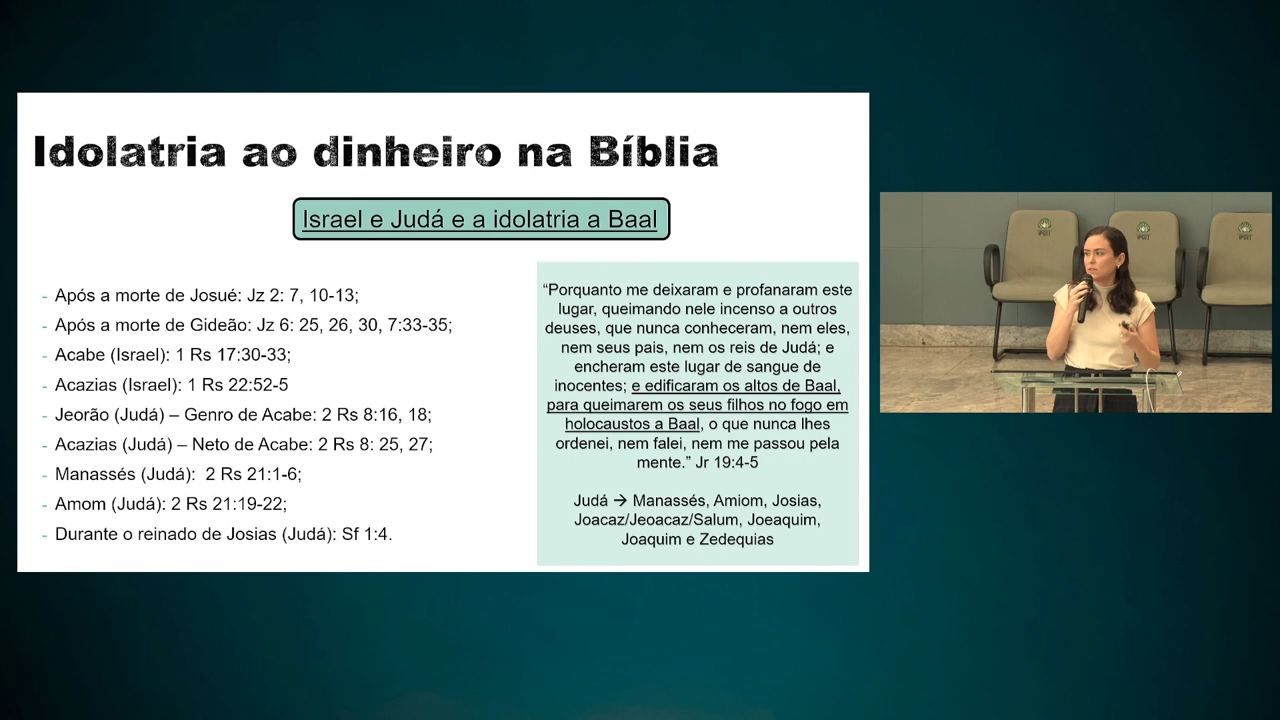 Idolatria ao dinheiro na Bíblia
Israel e Judá e a idolatria a Baal
- Após a morte de Josué: Jz 2: 7, 10-13;
- Após a morte de Gideão: Jz 6: 25, 26, 30, 7:33-35;
- Acabe (Israel): 1 Rs 17:30-33;
- Acazias (Israel): 1 Rs 22:52-5
- Jeorão (Judá) – Genro de Acabe: 2 Rs 8:16, 18;
- Acazias (Judá) – Neto de Acabe: 2 Rs 8: 25, 27;
- Manassés (Judá): 2 Rs 21:1-6;
- Amom (Judá): 2 Rs 21:19-22;
- Durante o reinado de Josias (Judá): Sf 1:4.
“Porquanto me deixaram e profanaram este
lugar, queimando nele incenso a outros
deuses, que nunca conheceram, nem eles,
nem seus pais, nem os reis de Judá; e
encheram este lugar de sangue de
inocentes; e edificaram os altos de Baal,
para queimarem os seus filhos no fogo em
holocaustos a Baal, o que nunca lhes
ordenei, nem falei, nem me passou pela
mente.” Jr 19:4-5
Judá → Manassés, Amiom, Josias,
Joacaz/Jeoacaz/Salum, Joeaquim,
Joaquim e Zedequias